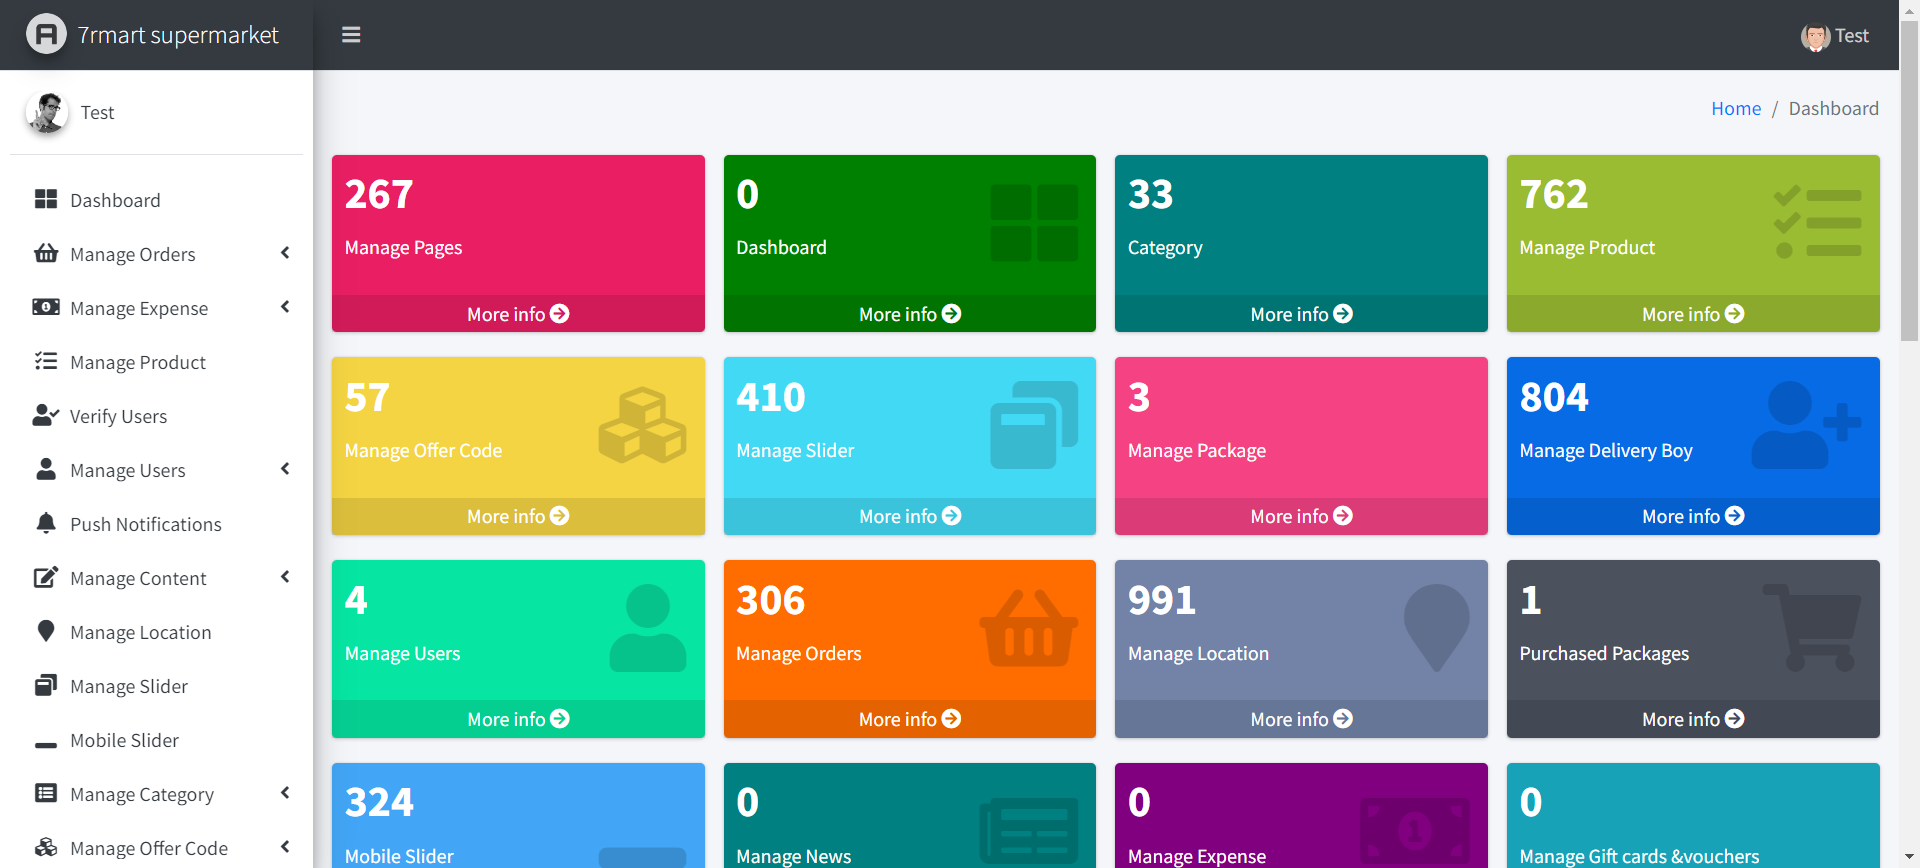 7rmart supermarket
Test
Test
Home / Dashboard
Dashboard
Manage Orders
Manage Expense
Manage Product
Verify Users
Manage Users
Push Notifications
Manage Content
Manage Location
Manage Slider
Mobile Slider
Manage Category
Manage Offer Code
267
Manage Pages
More info
0
Dashboard
More info
33
Category
More info
762
Manage Product
More info
57
Manage Offer Code
More info
410
Manage Slider
More info
3
Manage Package
More info
804
Manage Delivery Boy
More info
4
Manage Users
More info
306
Manage Orders
More info
991
Manage Location
More info
1
Purchased Packages
More info
324
Mobile Slider
0
Manage News
0
Manage Expense
0
Manage Gift cards &vouchers